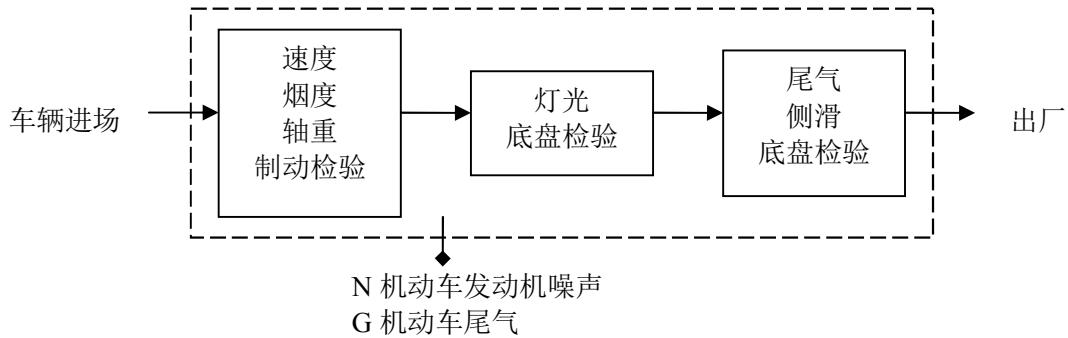 车辆进场
速度
烟度
轴重
制动检验
灯光
底盘检验
尾气
侧滑
底盘检验
出厂
N 机动车发动机噪声
G 机动车尾气